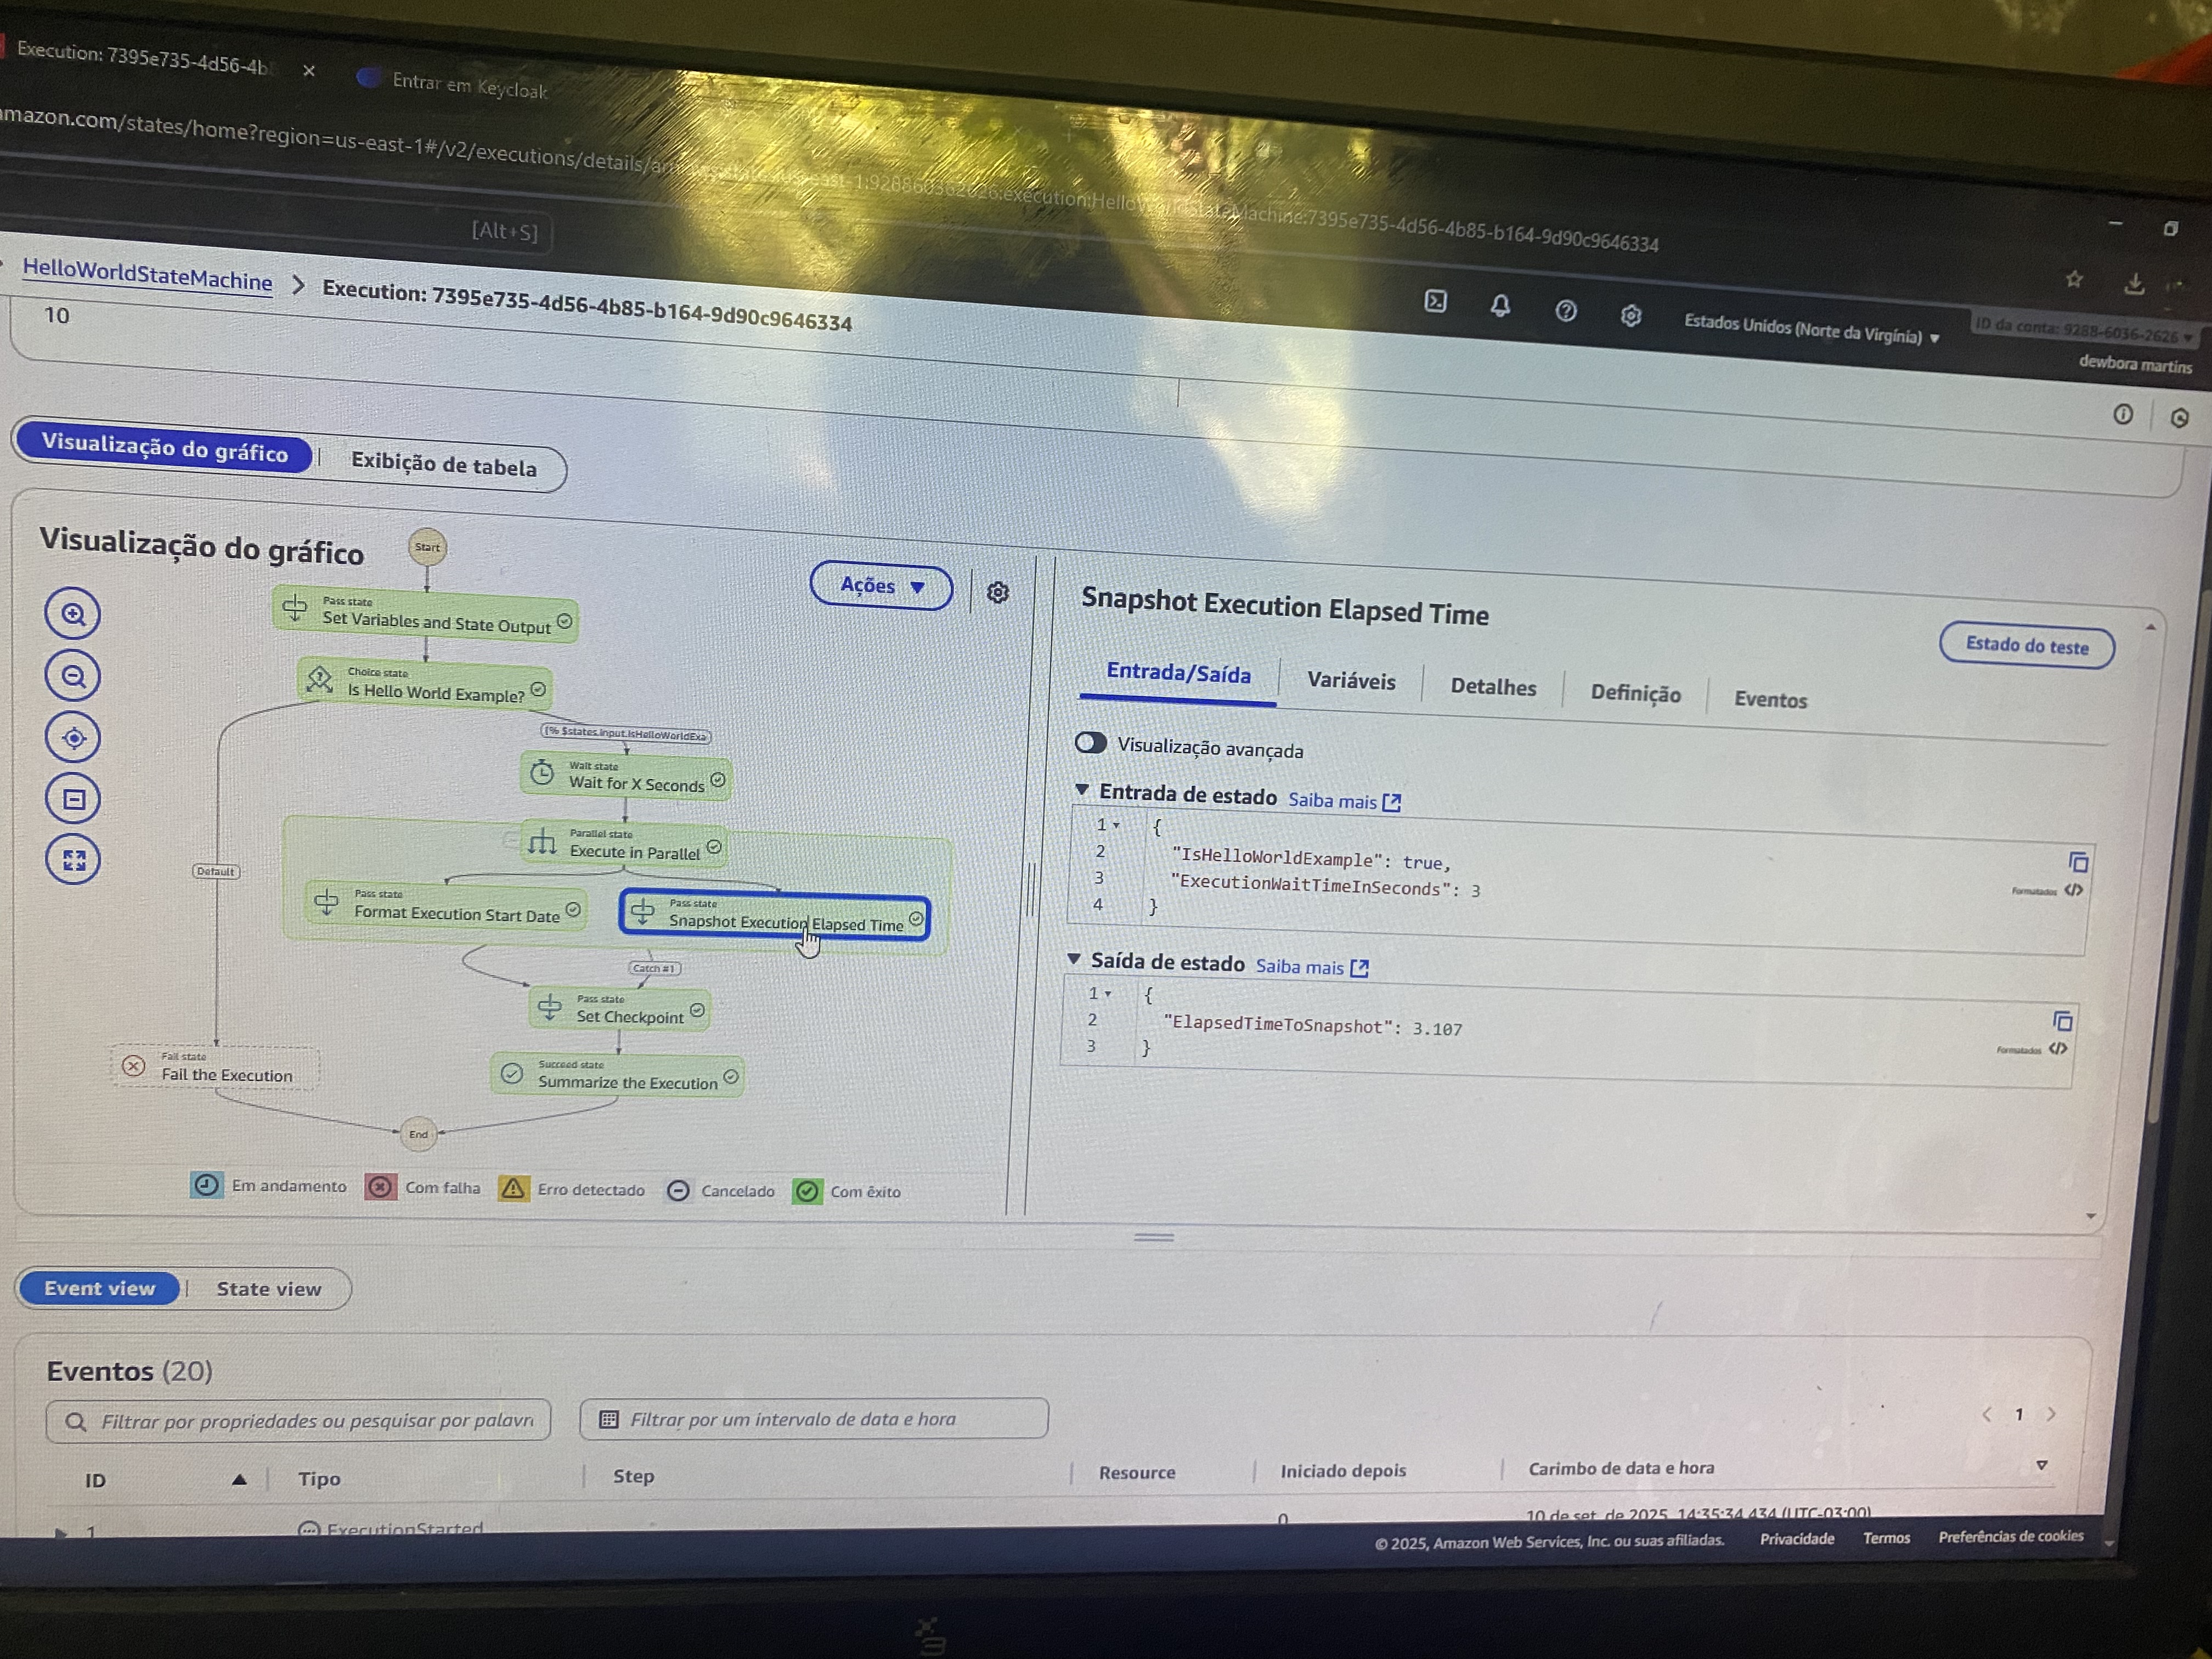 Execution: 7395e735-4d56-4b
Entrar em Keycloak
amazon.com/states/home?region=us-east-1#/v2/executions/details/arn:aws:states:us-east-1:928860362626:execution:HelloWorldStateMachine:7395e735-4d56-4b85-b164-9d90c9646334
[Alt+S]
Estados Unidos (Norte da Virgínia)
ID da conta: 9288-6036-2626
dewbora martins
HelloWorldStateMachine > Execution: 7395e735-4d56-4b85-b164-9d90c9646334
10
Visualização do gráfico
Exibição de tabela
Visualização do gráfico
Ações
Start
Pass state
Set Variables and State Output
Choice state
Is Hello World Example?
{% $states.input.IsHelloWorldExa
Wait state
Wait for X Seconds
Parallel state
Execute in Parallel
Default
Pass state
Format Execution Start Date
Pass state
Snapshot Execution Elapsed Time
Catch #1
Pass state
Set Checkpoint
Fail state
Fail the Execution
Succeed state
Summarize the Execution
End
Em andamento
Com falha
Erro detectado
Cancelado
Com êxito
Snapshot Execution Elapsed Time
Estado do teste
Entrada/Saída
Variáveis
Detalhes
Definição
Eventos
Visualização avançada
Entrada de estado Saiba mais
1 {
2 "IsHelloWorldExample": true,
3 "ExecutionWaitTimeInSeconds": 3
4 }
Formatados
Saída de estado Saiba mais
1 {
2 "ElapsedTimeToSnapshot": 3.107
3 }
Formatados
Event view
State view
Eventos (20)
Filtrar por propriedades ou pesquisar por palavr
Filtrar por um intervalo de data e hora
1
ID
Tipo
Step
Resource
Iniciado depois
Carimbo de data e hora
1
ExecutionStarted
0
10 de set. de 2025, 14:35:34.434 (UTC-03:00)
© 2025, Amazon Web Services, Inc. ou suas afiliadas.
Privacidade
Termos
Preferências de cookies